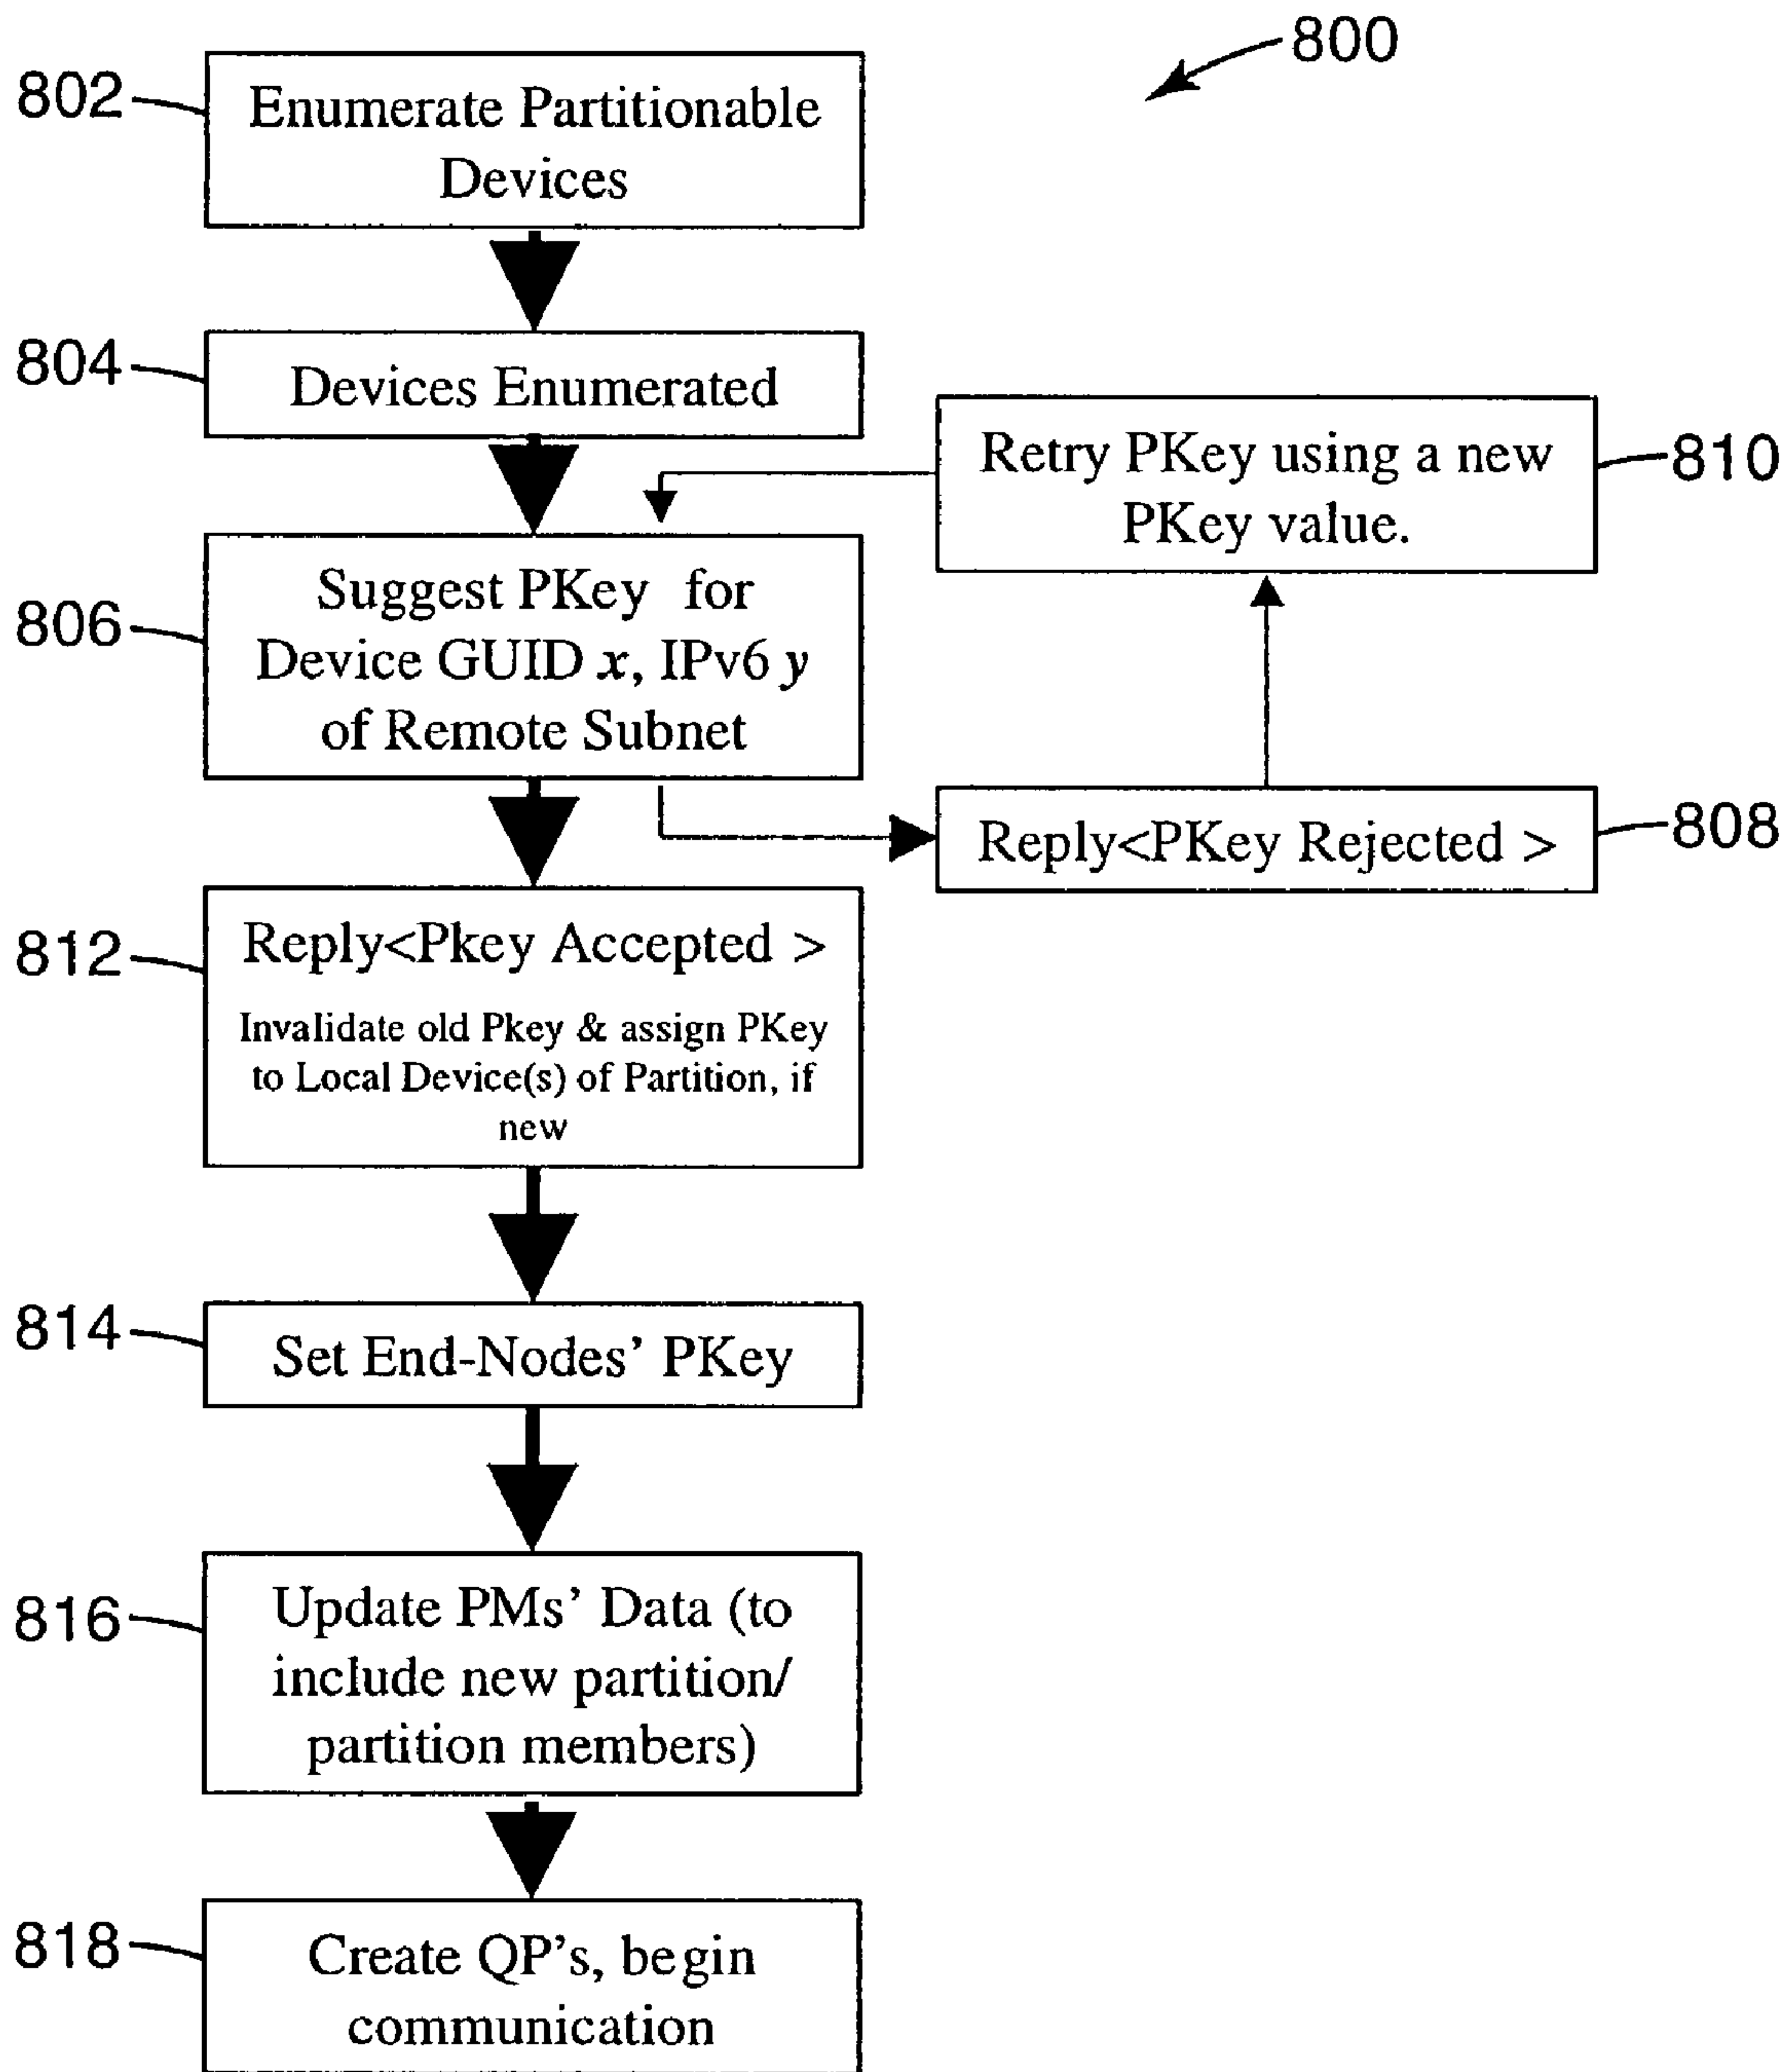 800
802
Enumerate Partitionable
Devices
804
Devices Enumerated
Retry PKey using a new
PKey value.
810
806
Suggest PKey for
Device GUID x, IPv6 y
of Remote Subnet
Reply<PKey Rejected >
808
812
Reply<Pkey Accepted >
Invalidate old Pkey & assign PKey
to Local Device(s) of Partition, if
new
814
Set End-Nodes’ PKey
816
Update PMs’ Data (to
include new partition/
partition members)
818
Create QP’s, begin
communication